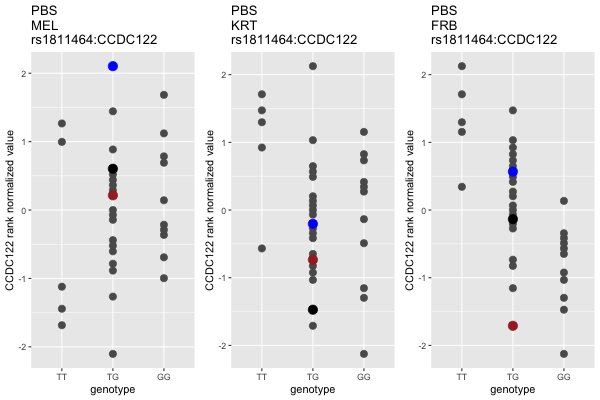 PBS
MEL
rs1811464:CCDC122
CCDC122 rank normalized value
2
1
0
-1
-2
TT
TG
GG
genotype
PBS
KRT
rs1811464:CCDC122
CCDC122 rank normalized value
2
1
0
-1
-2
TT
TG
GG
genotype
PBS
FRB
rs1811464:CCDC122
CCDC122 rank normalized value
2
1
0
-1
-2
TT
TG
GG
genotype